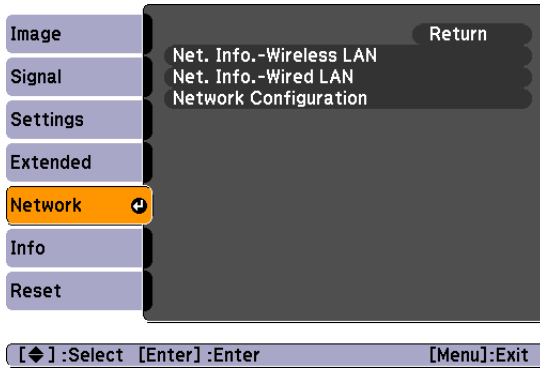 Image
Signal
Settings
Extended
Network
Info
Reset
Return
Net. Info.-Wireless LAN
Net. Info.-Wired LAN
Network Configuration
[◆] :Select [Enter] :Enter [Menu]:Exit